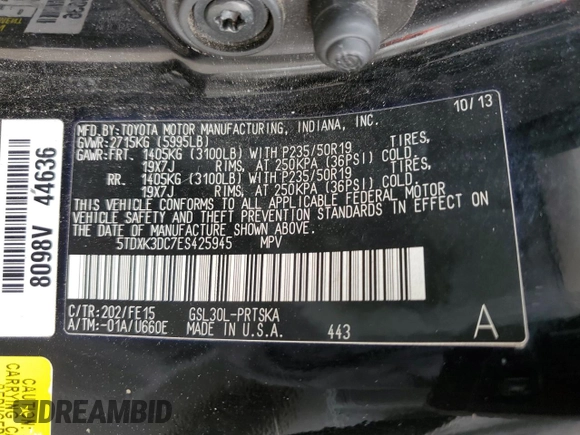 10/13
MFD.BY:TOYOTA MOTOR MANUFACTURING, INDIANA, INC.
GVWR:2715KG (5995LB)
GAWR:FRT. 1405KG (3100LB) WITH P235/50R19 TIRES,
19X7J RIMS, AT 250KPA (36PSI) COLD.
RR. 1405KG (3100LB) WITH P235/50R19 TIRES,
19X7J RIMS, AT 250KPA (36PSI) COLD.
THIS VEHICLE CONFORMS TO ALL APPLICABLE FEDERAL MOTOR
VEHICLE SAFETY AND THEFT PREVENTION STANDARDS IN EFFECT ON
THE DATE OF MANUFACTURE SHOWN ABOVE.
5TDXK3DC7ES425945 MPV
C/TR:202/FE15 GSL30L-PRTSKA
A/TM:-01A/U660E MADE IN U.S.A. 443 A
8098V 44636
DREAMBID